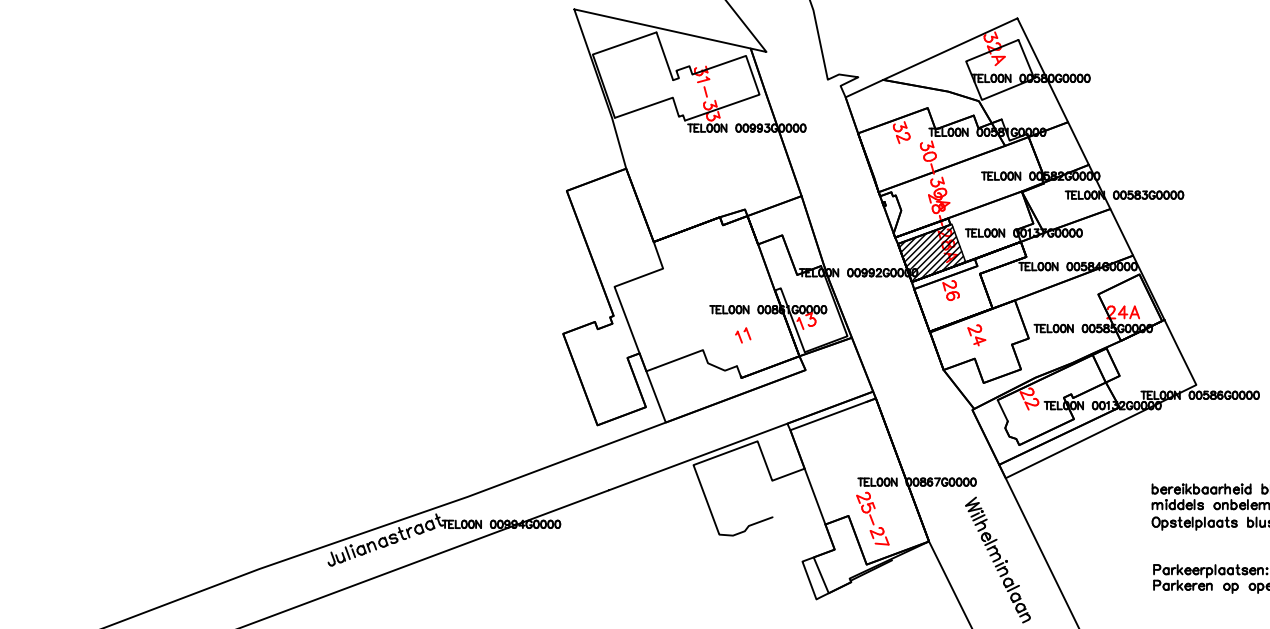 32A
TELOON 00580G0000
31-33
TELOON 00993G0000
32
TELOON 00581G0000
30-30A
TELOON 00582G0000
TELOON 00583G0000
28-28A
TELOON 00137G0000
TELOON 00584G0000
TELOON 00992G0000
26
TELOON 00861G0000
13
11
24A
24
TELOON 00585G0000
22
TELOON 00586G0000
TELOON 00132G0000
TELOON 00867G0000
25-27
bereikbaarheid b
middels onbelem
Opstelplaats blus
Julianastraat
TELOON 00994G0000
Wilhelminalaan
Parkeerplaatsen:
Parkeren op ope